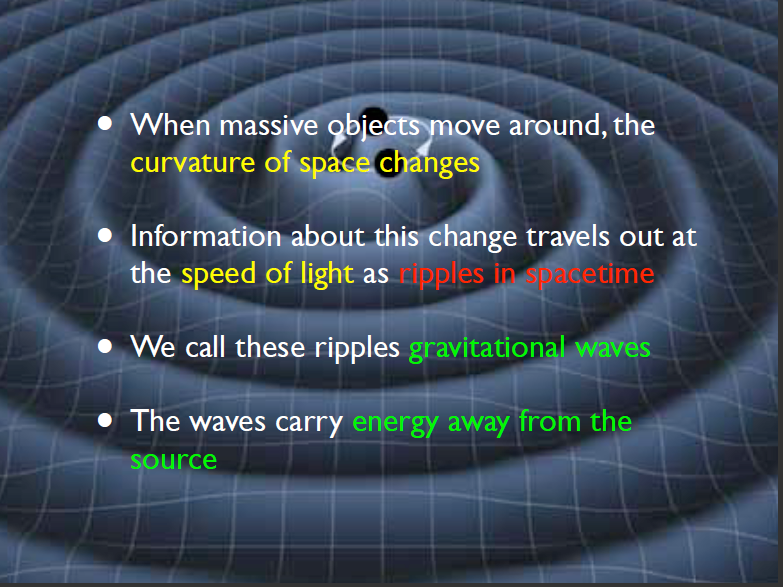 • When massive objects move around, the
curvature of space changes
• Information about this change travels out at
the speed of light as ripples in spacetime
• We call these ripples gravitational waves
• The waves carry energy away from the
source